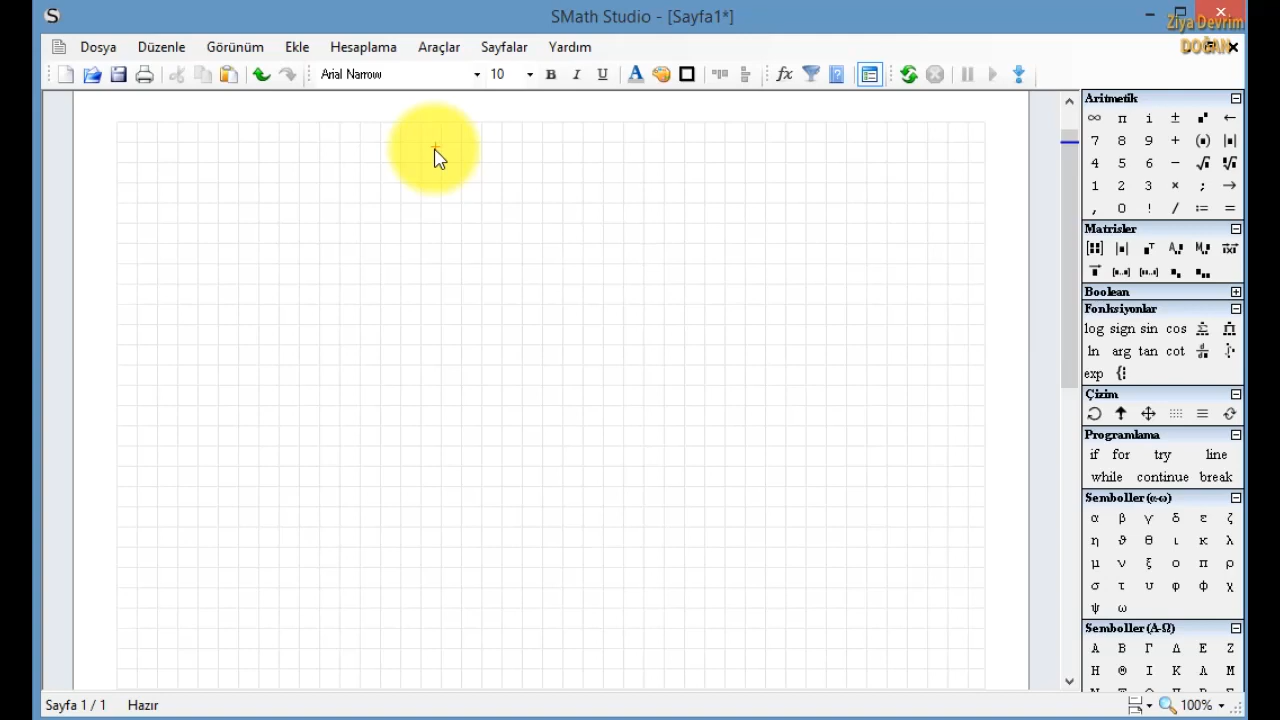 SMath Studio - [Sayfa1*]
Ziya Devrim
DOĞAN
Dosya Düzenle Görünüm Ekle Hesaplama Araçlar Sayfalar Yardım
Arial Narrow 10 B I U A fx
Aritmetik
∞ π i ±
7 8 9 +
4 5 6 −
1 2 3 × ; →
, 0 ! / := =
Matrisler
Boolean
Fonksiyonlar
log sign sin cos
ln arg tan cot
exp
Çizim
Programlama
if for try line
while continue break
Semboller (α-ω)
α β γ δ ε ζ
η ϑ θ ι κ λ
μ ν ξ ο π ρ
σ τ υ φ ϕ χ
ψ ω
Semboller (Α-Ω)
Α Β Γ Δ Ε Ζ
Η Θ Ι Κ Λ Μ
Sayfa 1 / 1 Hazır 100%